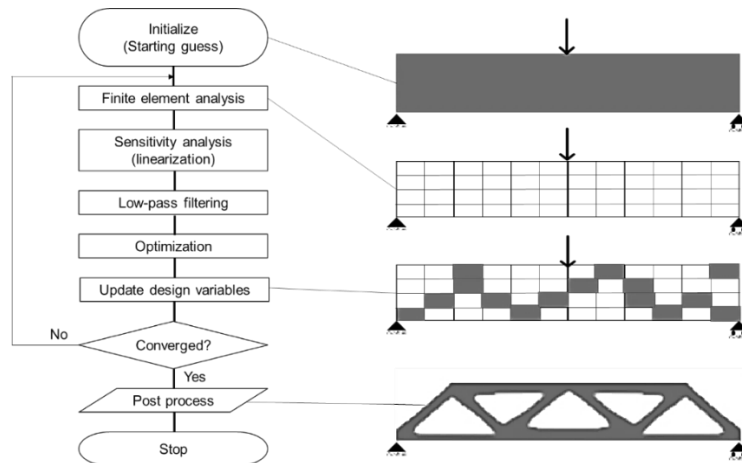 Initialize
(Starting guess)
Finite element analysis
Sensitivity analysis
(linearization)
Low-pass filtering
Optimization
Update design variables
No
Converged?
Yes
Post process
Stop